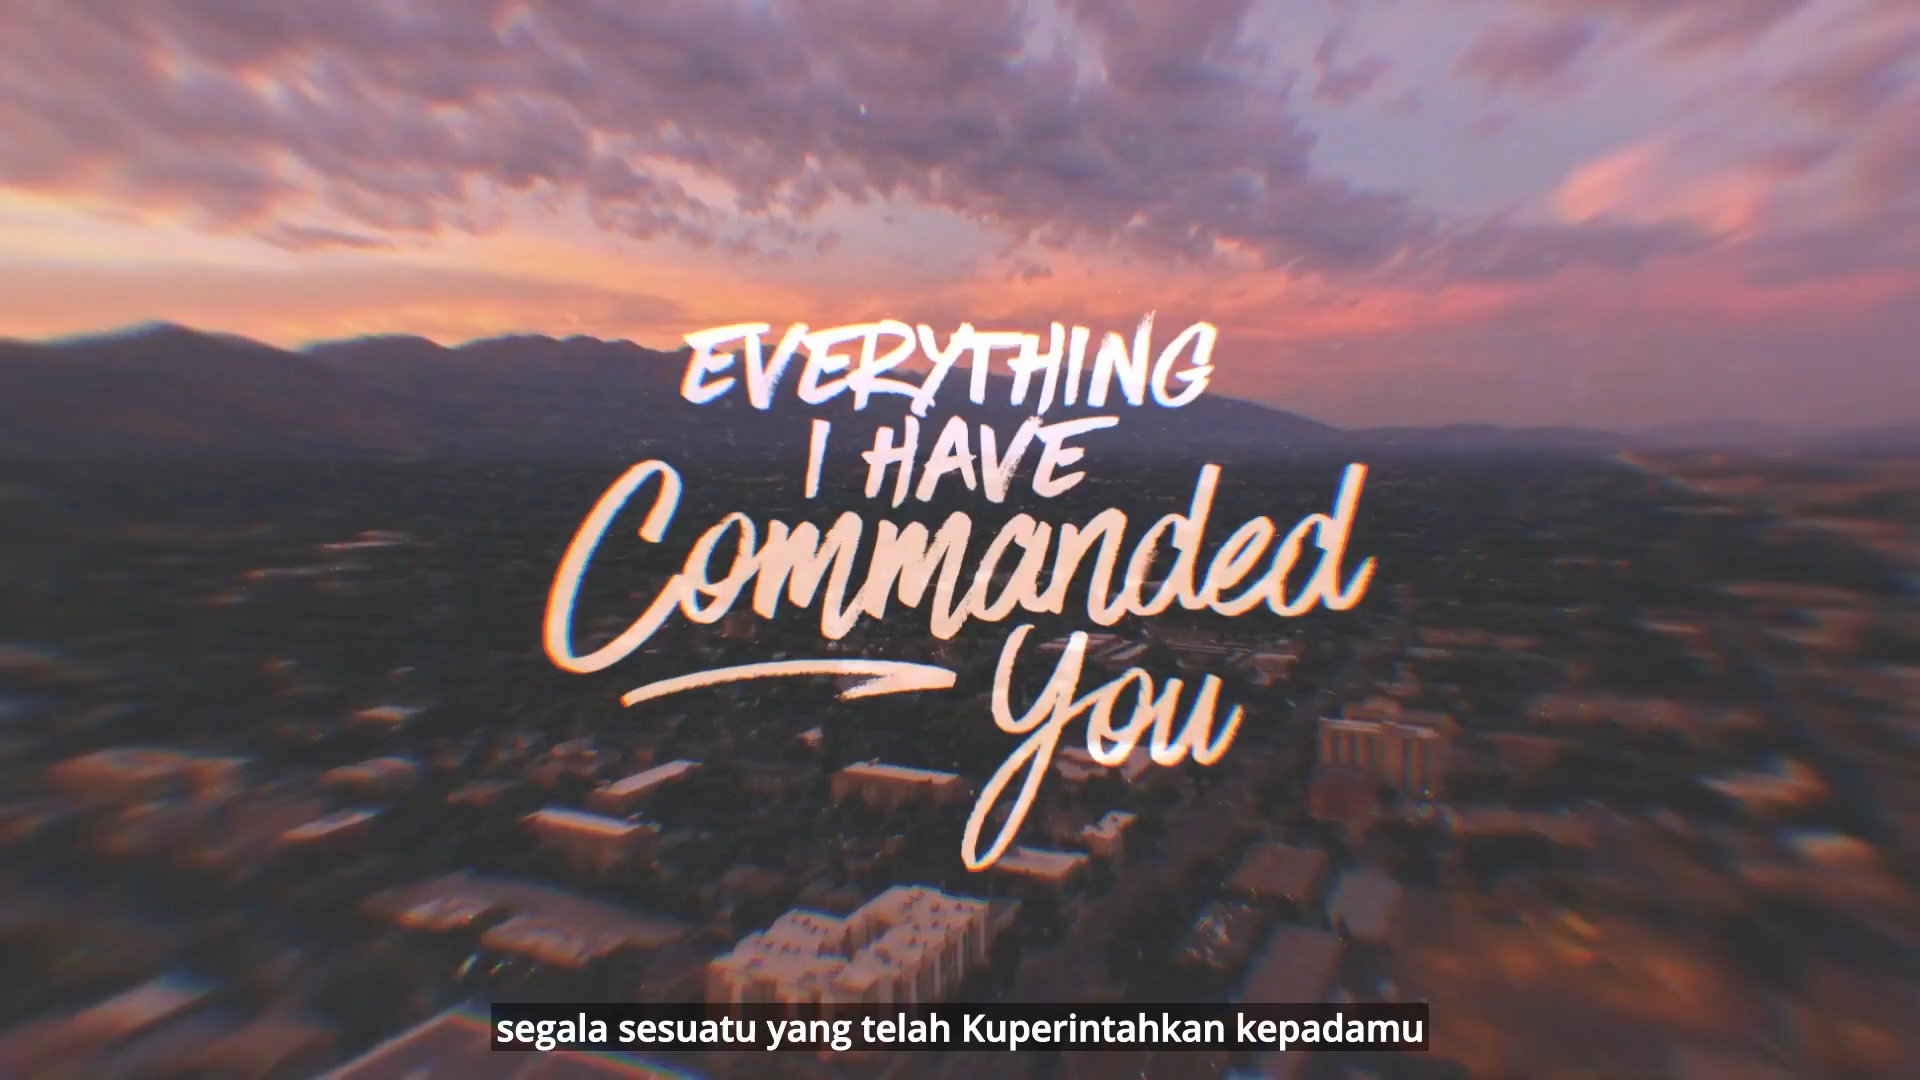 EVERYTHING
I HAVE
Commanded
You
segala sesuatu yang telah Kuperintahkan kepadamu